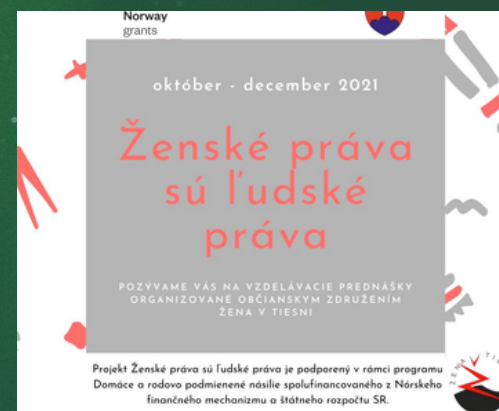 Norway
grants
október - december 2021
Ženské práva
sú ľudské
práva
POZÝVAME VÁS NA VZDELÁVACIE PREDNÁŠKY
ORGANIZOVANÉ OBČIANSKYM ZDRUŽENÍM
ŽENA V TIESNI
Projekt Ženské práva sú ľudské práva je podporený v rámci programu
Domáce a rodovo podmienené násilie spolufinancovaného z Nórskeho
finančného mechanizmu a štátneho rozpočtu SR.